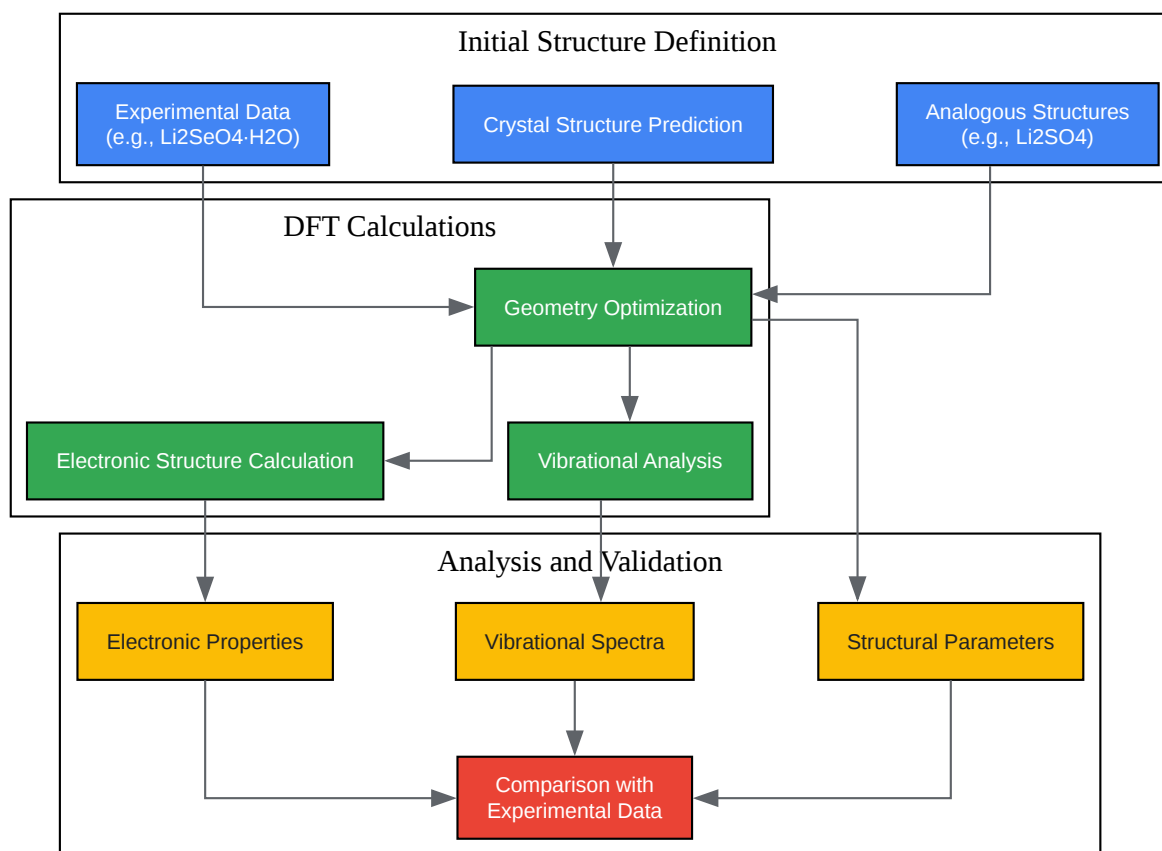 Initial Structure Definition
Experimental Data
(e.g., Li2SeO4·H2O)
Crystal Structure Prediction
Analogous Structures
(e.g., Li2SO4)
DFT Calculations
Geometry Optimization
Electronic Structure Calculation
Vibrational Analysis
Analysis and Validation
Electronic Properties
Vibrational Spectra
Structural Parameters
Comparison with
Experimental Data